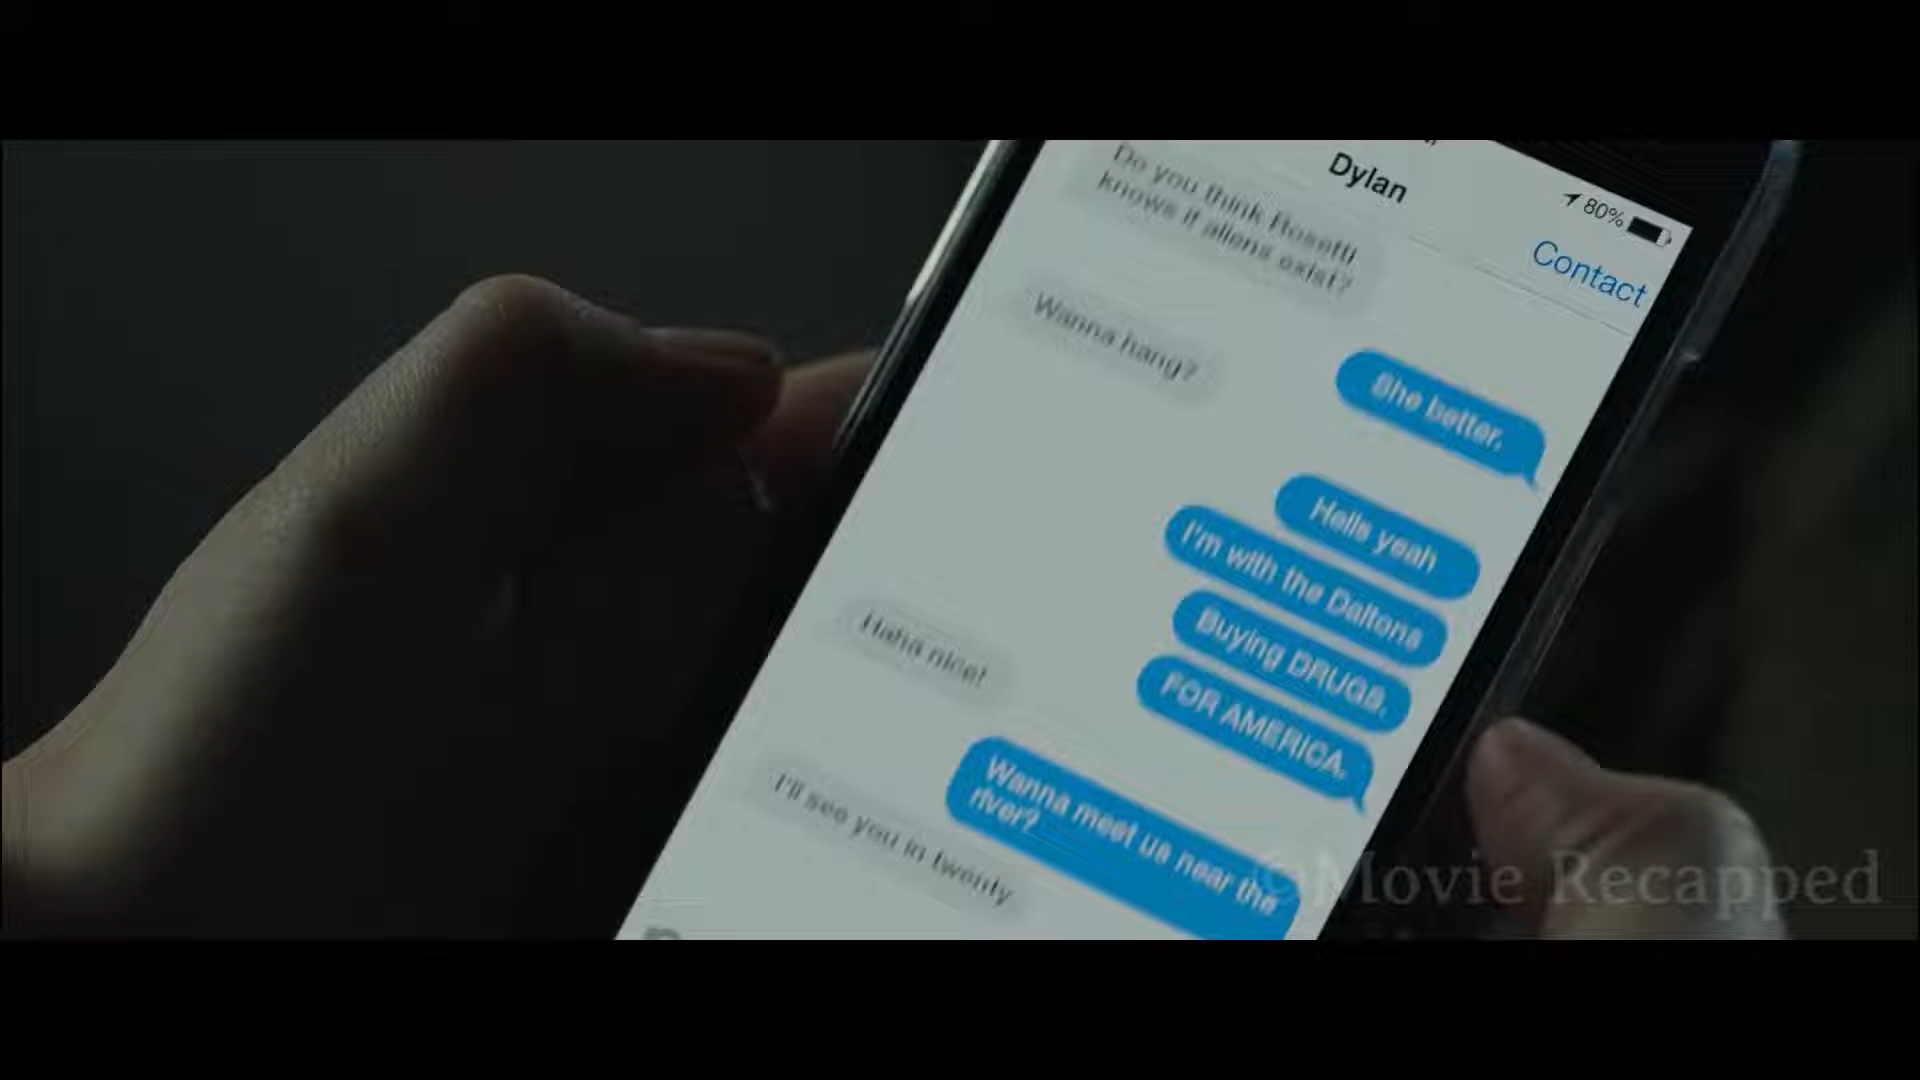 Dylan
80%
Contact
Do you think Rosetti
knows if aliens exist?
She better.
Wanna hang?
Hells yeah
I'm with the Daltons
Buying DRUGS.
FOR AMERICA.
Haha nice!
Wanna meet us near the
river?
I'll see you in twenty
©Movie Recapped